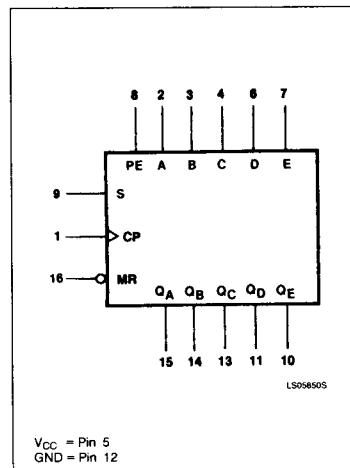 8 2 3 4 6 7
PE A B C D E
9 S
1 CP
16 MR
QA QB QC QD QE
15 14 13 11 10
LS05850S
VCC = Pin 5
GND = Pin 12